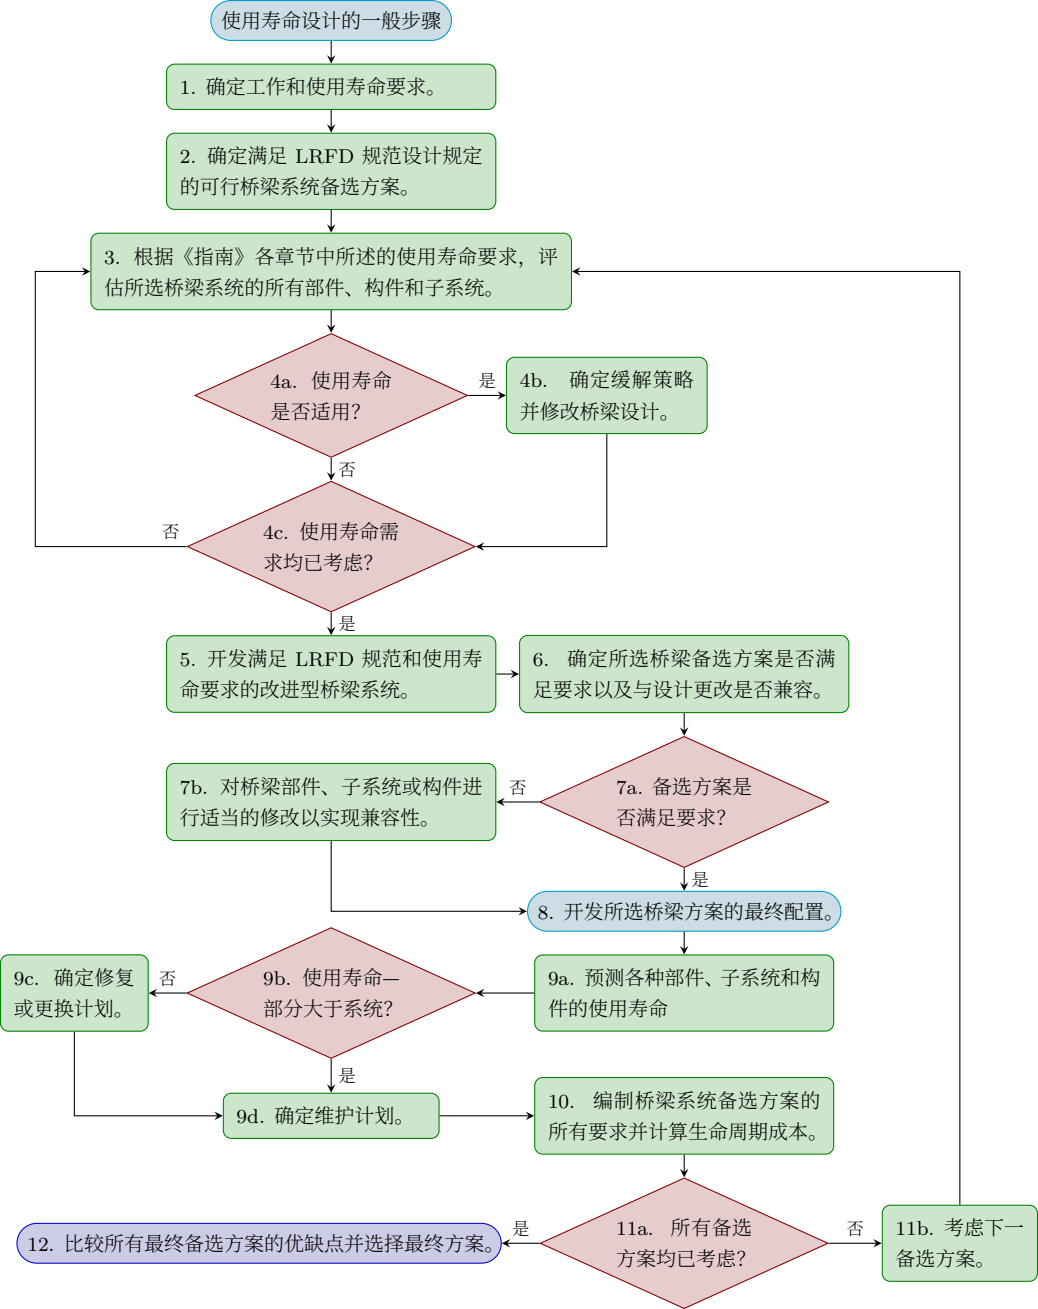 使用寿命设计的一般步骤
1. 确定工作和使用寿命要求。
2. 确定满足 LRFD 规范设计规定
的可行桥梁系统备选方案。
3. 根据《指南》各章节中所述的使用寿命要求，评
估所选桥梁系统的所有部件、构件和子系统。
4a. 使用寿命
是否适用?
是
4b. 确定缓解策略
并修改桥梁设计。
否
4c. 使用寿命需
求均已考虑?
否
是
5. 开发满足 LRFD 规范和使用寿
命要求的改进型桥梁系统。
6. 确定所选桥梁备选方案是否满
足要求以及与设计更改是否兼容。
7a. 备选方案是
否满足要求?
否
7b. 对桥梁部件、子系统或构件进
行适当的修改以实现兼容性。
是
8. 开发所选桥梁方案的最终配置。
9a. 预测各种部件、子系统和构
件的使用寿命
9b. 使用寿命—
部分大于系统?
否
9c. 确定修复
或更换计划。
是
9d. 确定维护计划。
10. 编制桥梁系统备选方案的
所有要求并计算生命周期成本。
11a. 所有备选
方案均已考虑?
否
11b. 考虑下一
备选方案。
是
12. 比较所有最终备选方案的优缺点并选择最终方案。